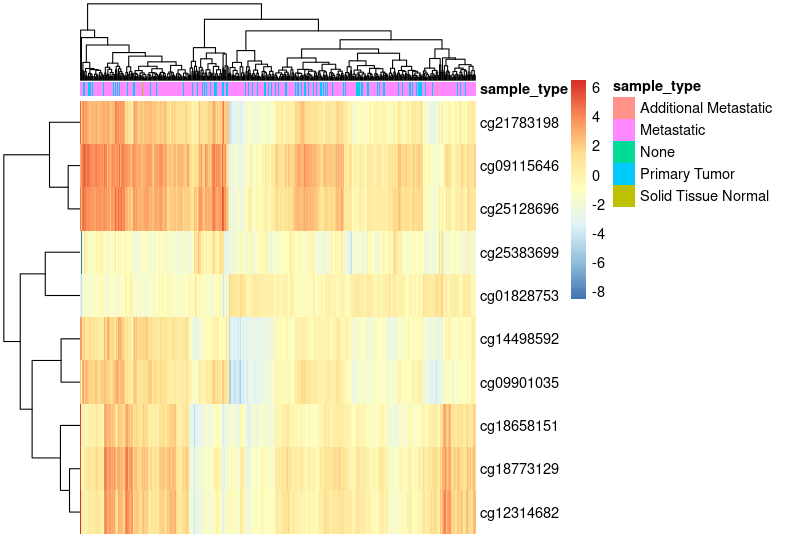 sample_type
cg21783198
cg09115646
cg25128696
cg25383699
cg01828753
cg14498592
cg09901035
cg18658151
cg18773129
cg12314682
6
4
2
0
-2
-4
-6
-8
sample_type
Additional Metastatic
Metastatic
None
Primary Tumor
Solid Tissue Normal